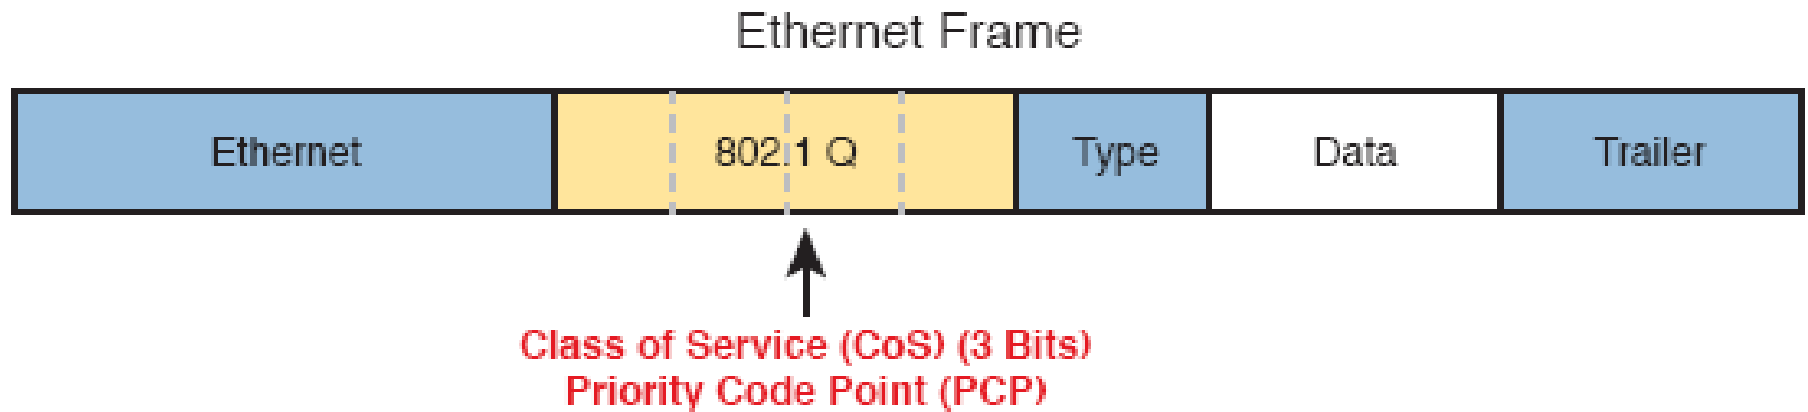 Ethernet Frame
Ethernet 802.1 Q Type Data Trailer
Class of Service (CoS) (3 Bits)
Priority Code Point (PCP)